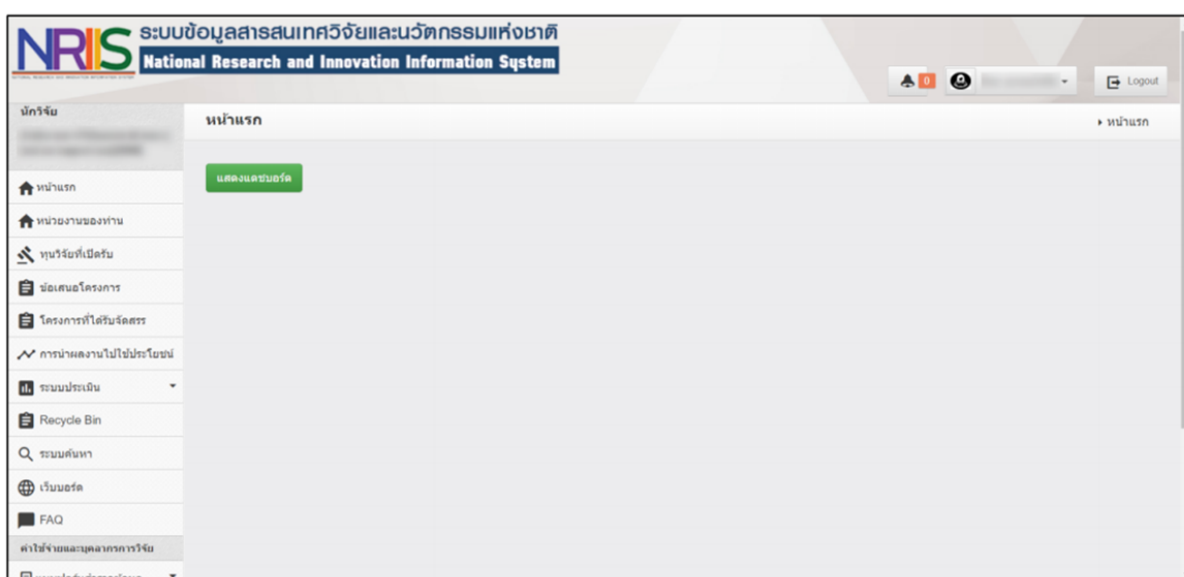 NRIIS
ระบบข้อมูลสารสนเทศวิจัยและนวัตกรรมแห่งชาติ
National Research and Innovation Information System
0
Logout
นักวิจัย
หน้าแรก
หน้าแรก
แสดงแดชบอร์ด
หน้าแรก
หน่วยงานของท่าน
ทุนวิจัยที่เปิดรับ
ข้อเสนอโครงการ
โครงการที่ได้รับจัดสรร
การนำผลงานไปใช้ประโยชน์
ระบบประเมิน
Recycle Bin
ระบบค้นหา
เว็บบอร์ด
FAQ
ค่าใช้จ่ายและบุคลากรการวิจัย